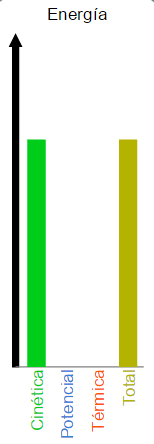 Energía
Cinética
Potencial
Térmica
Total